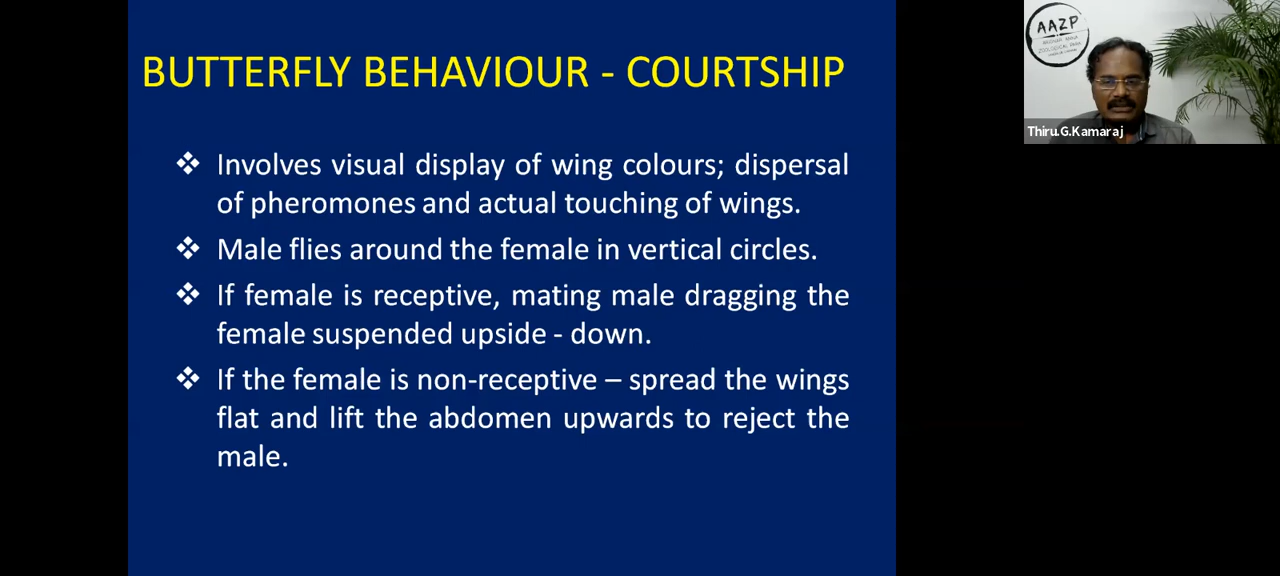 BUTTERFLY BEHAVIOUR - COURTSHIP
❖ Involves visual display of wing colours; dispersal
of pheromones and actual touching of wings.
❖ Male flies around the female in vertical circles.
❖ If female is receptive, mating male dragging the
female suspended upside - down.
❖ If the female is non-receptive – spread the wings
flat and lift the abdomen upwards to reject the
male.
AAZP
ZOOLOGICAL PARK
Thiru.G.Kamaraj